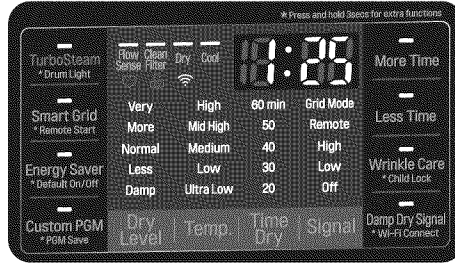 * Press and hold 3secs for extra functions
TurboSteam
* Drum Light
Flow Sense
Clean Filter
Dry
Cool
1:25
More Time
Smart Grid
* Remote Start
Less Time
Energy Saver
* Default On/Off
Wrinkle Care
* Child Lock
Custom PGM
* PGM Save
Damp Dry Signal
* Wi-Fi Connect
Very High 60 min Grid Mode
More Mid High 50 Remote
Normal Medium 40 High
Less Low 30 Low
Damp Ultra Low 20 Off
Dry Level Temp. Time Dry Signal